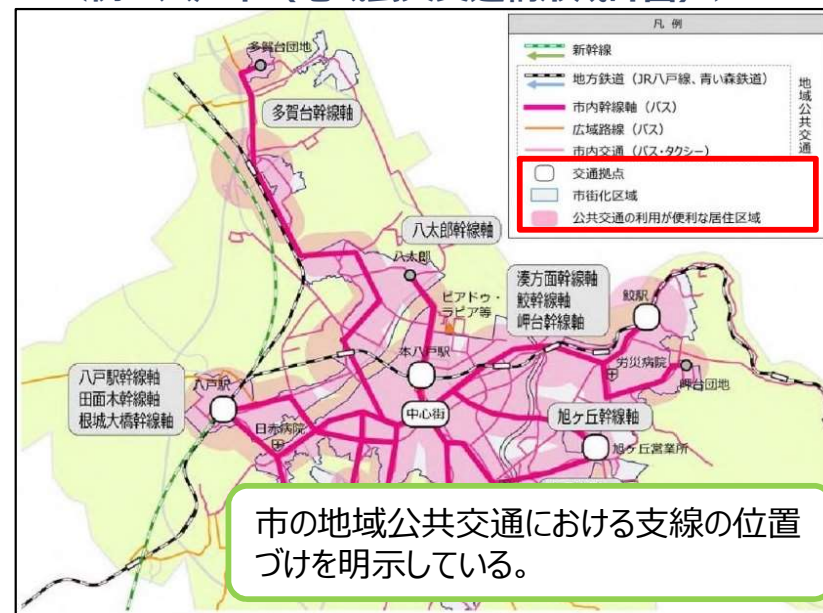 凡 例
新幹線
地方鉄道（JR八戸線、青い森鉄道）
市内幹線軸（バス）
広域路線（バス）
市内交通（バス・タクシー）
地域公共交通
交通拠点
市街化区域
公共交通の利用が便利な居住区域
多賀台団地
多賀台幹線軸
八太郎幹線軸
八太郎
ピアドゥ・
ラピア等
湊方面幹線軸
鮫幹線軸
岬台幹線軸
鮫駅
本八戸駅
労災病院
岬台団地
八戸駅幹線軸
田面木幹線軸
根城大橋幹線軸
八戸駅
中心街
日赤病院
旭ヶ丘幹線軸
旭ヶ丘営業所
市の地域公共交通における支線の位置
づけを明示している。